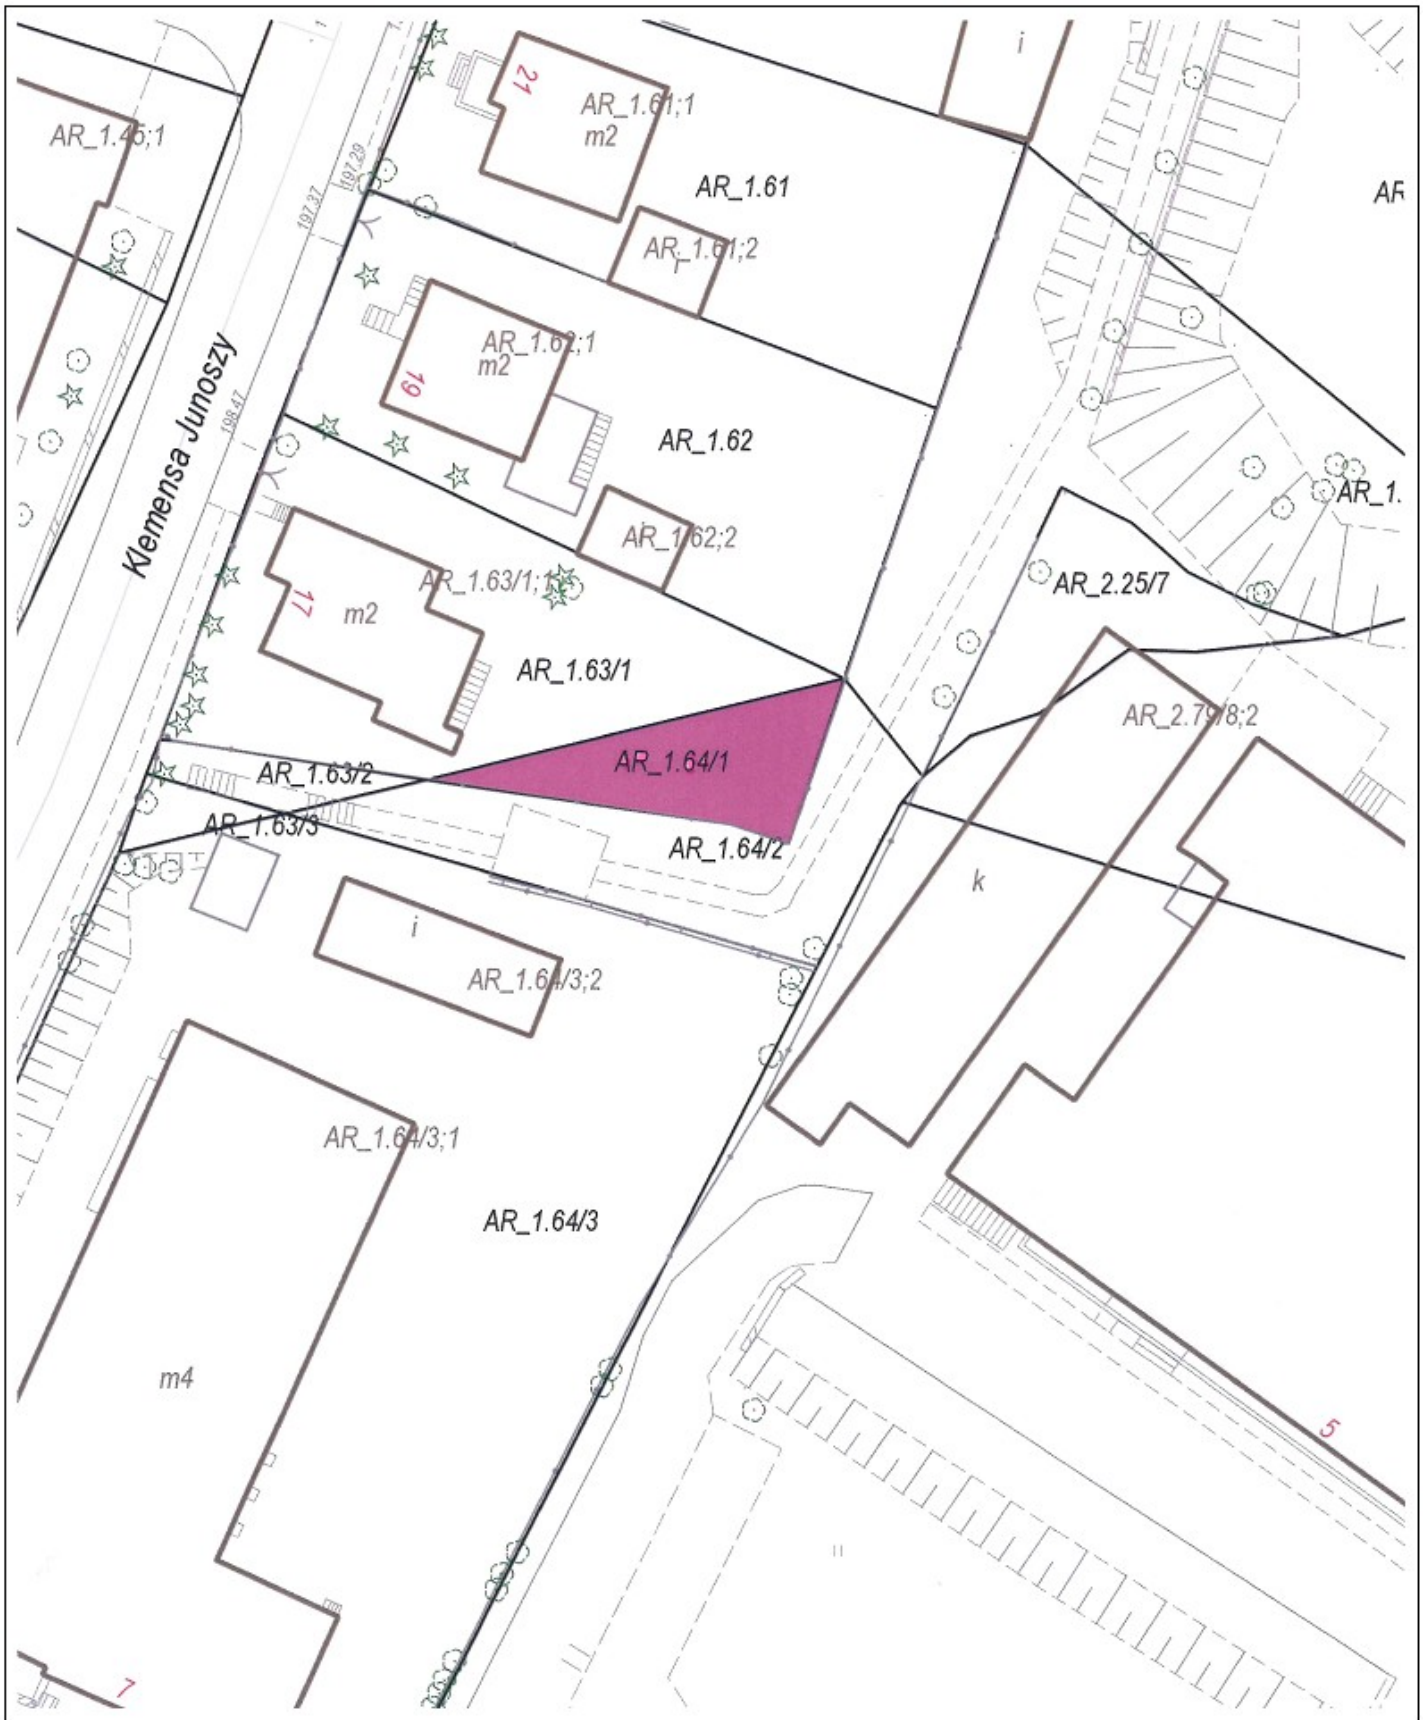 i
21
AR_1.61;1
m2
AR_1.45;1
197.29
197.37
AR_1.61
AR
AR_1.61;2
i
AR_1.62;1
m2
19
198.47
Klemensa Junoszy
AR_1.62
AR_1.
AR_1.62;2
i
AR_1.63/1;1
AR_2.25/7
17
m2
AR_1.63/1
AR_2.79/8;2
AR_1.64/1
AR_1.63/2
AR_1.63/3
AR_1.64/2
k
i
AR_1.64/3;2
AR_1.64/3;1
AR_1.64/3
m4
5
7